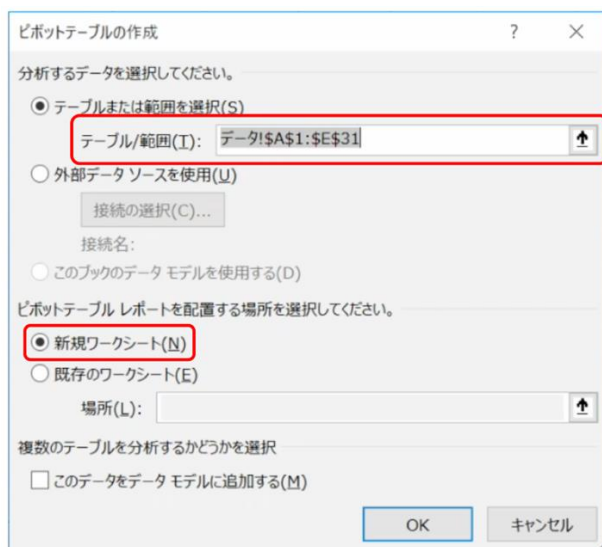 ピボットテーブルの作成 ? ×
分析するデータを選択してください。
テーブルまたは範囲を選択(S)
テーブル/範囲(T): データ!$A$1:$E$31
外部データ ソースを使用(U)
接続の選択(C)...
接続名:
このブックのデータ モデルを使用する(D)
ピボットテーブル レポートを配置する場所を選択してください。
新規ワークシート(N)
既存のワークシート(E)
場所(L):
複数のテーブルを分析するかどうかを選択
このデータをデータ モデルに追加する(M)
OK キャンセル